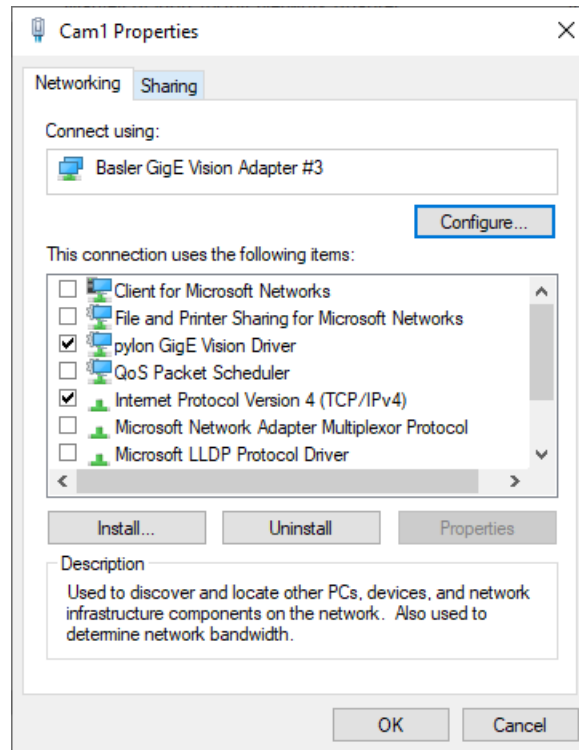 Cam1 Properties
Networking
Sharing
Connect using:
Basler GigE Vision Adapter #3
Configure...
This connection uses the following items:
Client for Microsoft Networks
File and Printer Sharing for Microsoft Networks
pylon GigE Vision Driver
QoS Packet Scheduler
Internet Protocol Version 4 (TCP/IPv4)
Microsoft Network Adapter Multiplexor Protocol
Microsoft LLDP Protocol Driver
Install...
Uninstall
Properties
Description
Used to discover and locate other PCs, devices, and network
infrastructure components on the network. Also used to
determine network bandwidth.
OK
Cancel